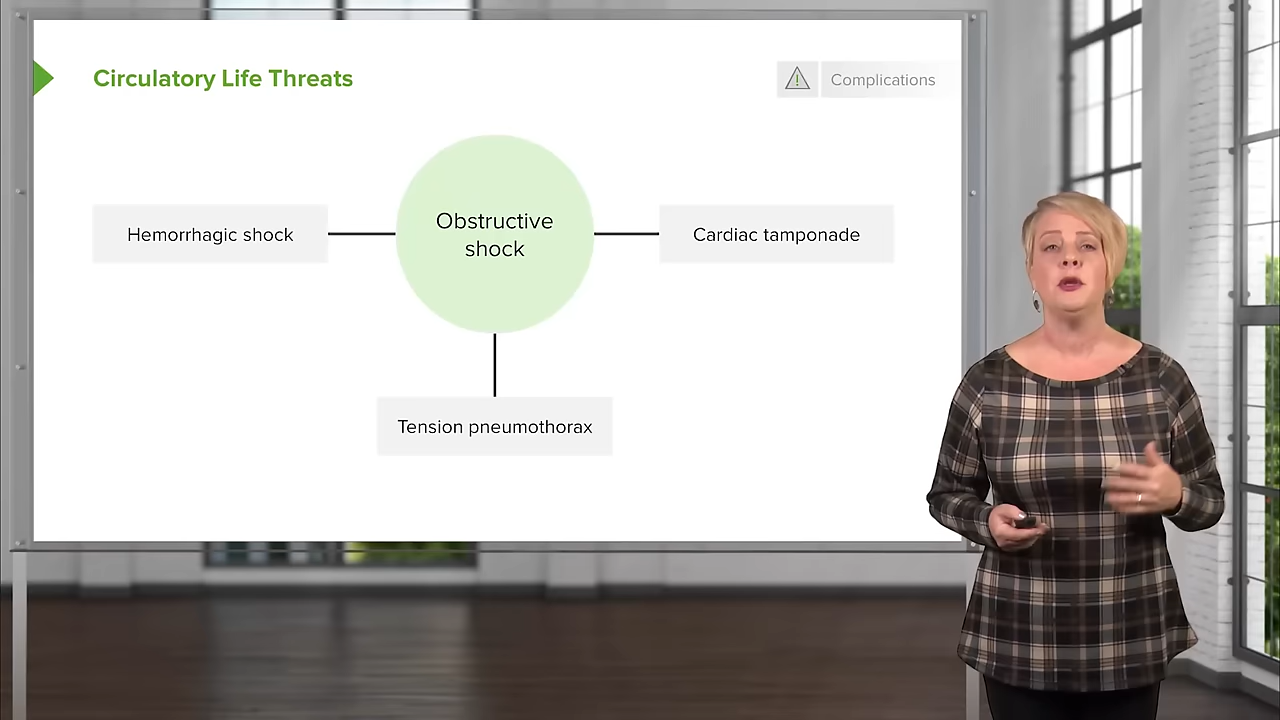 Circulatory Life Threats
Complications
Hemorrhagic shock
Obstructive
shock
Cardiac tamponade
Tension pneumothorax